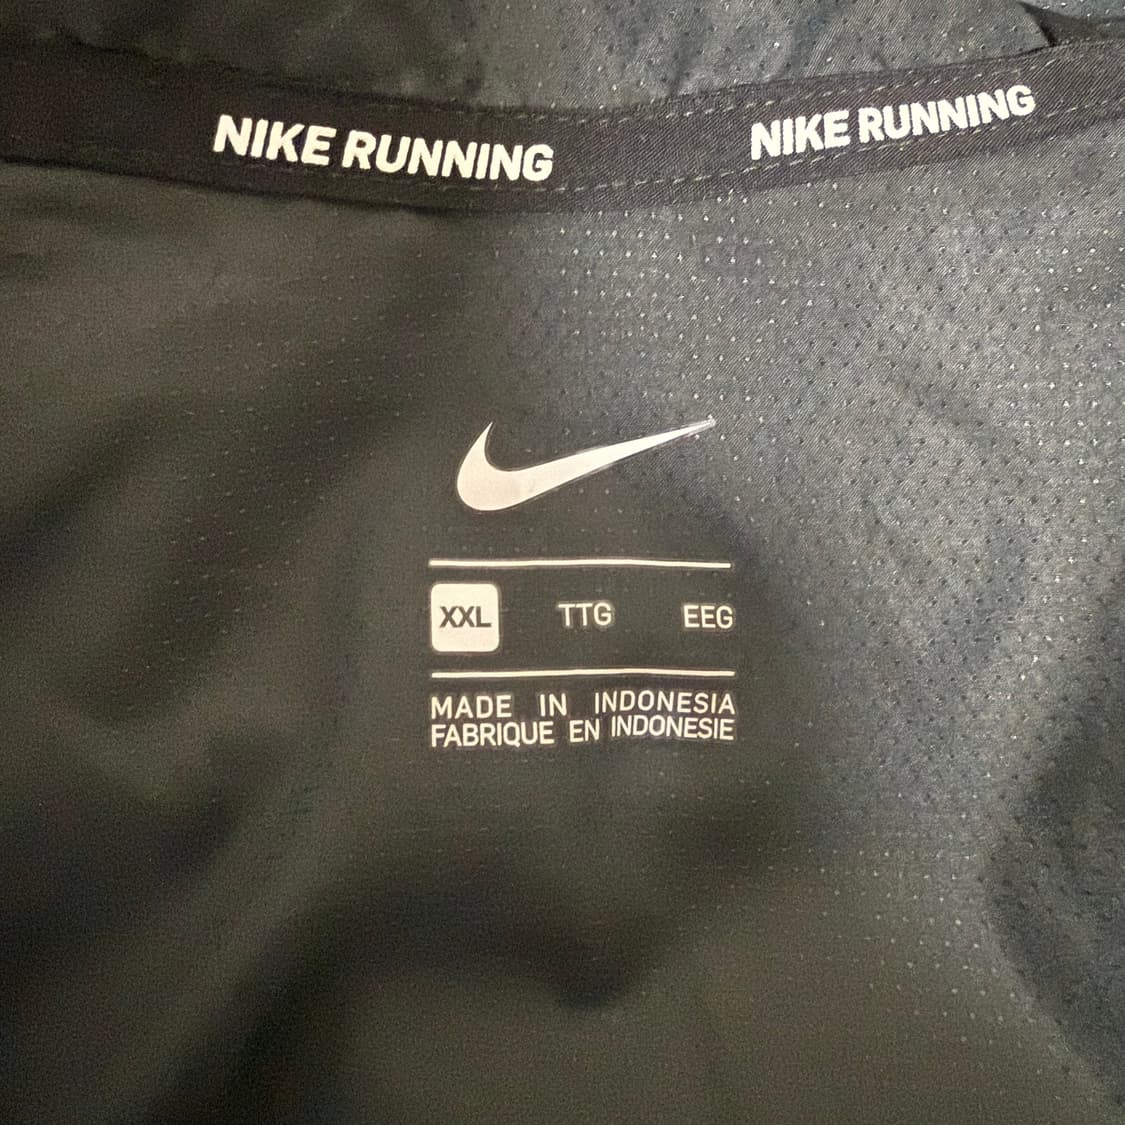 NIKE RUNNING NIKE RUNNING
XXL TTG EEG
MADE IN INDONESIA
FABRIQUE EN INDONESIE